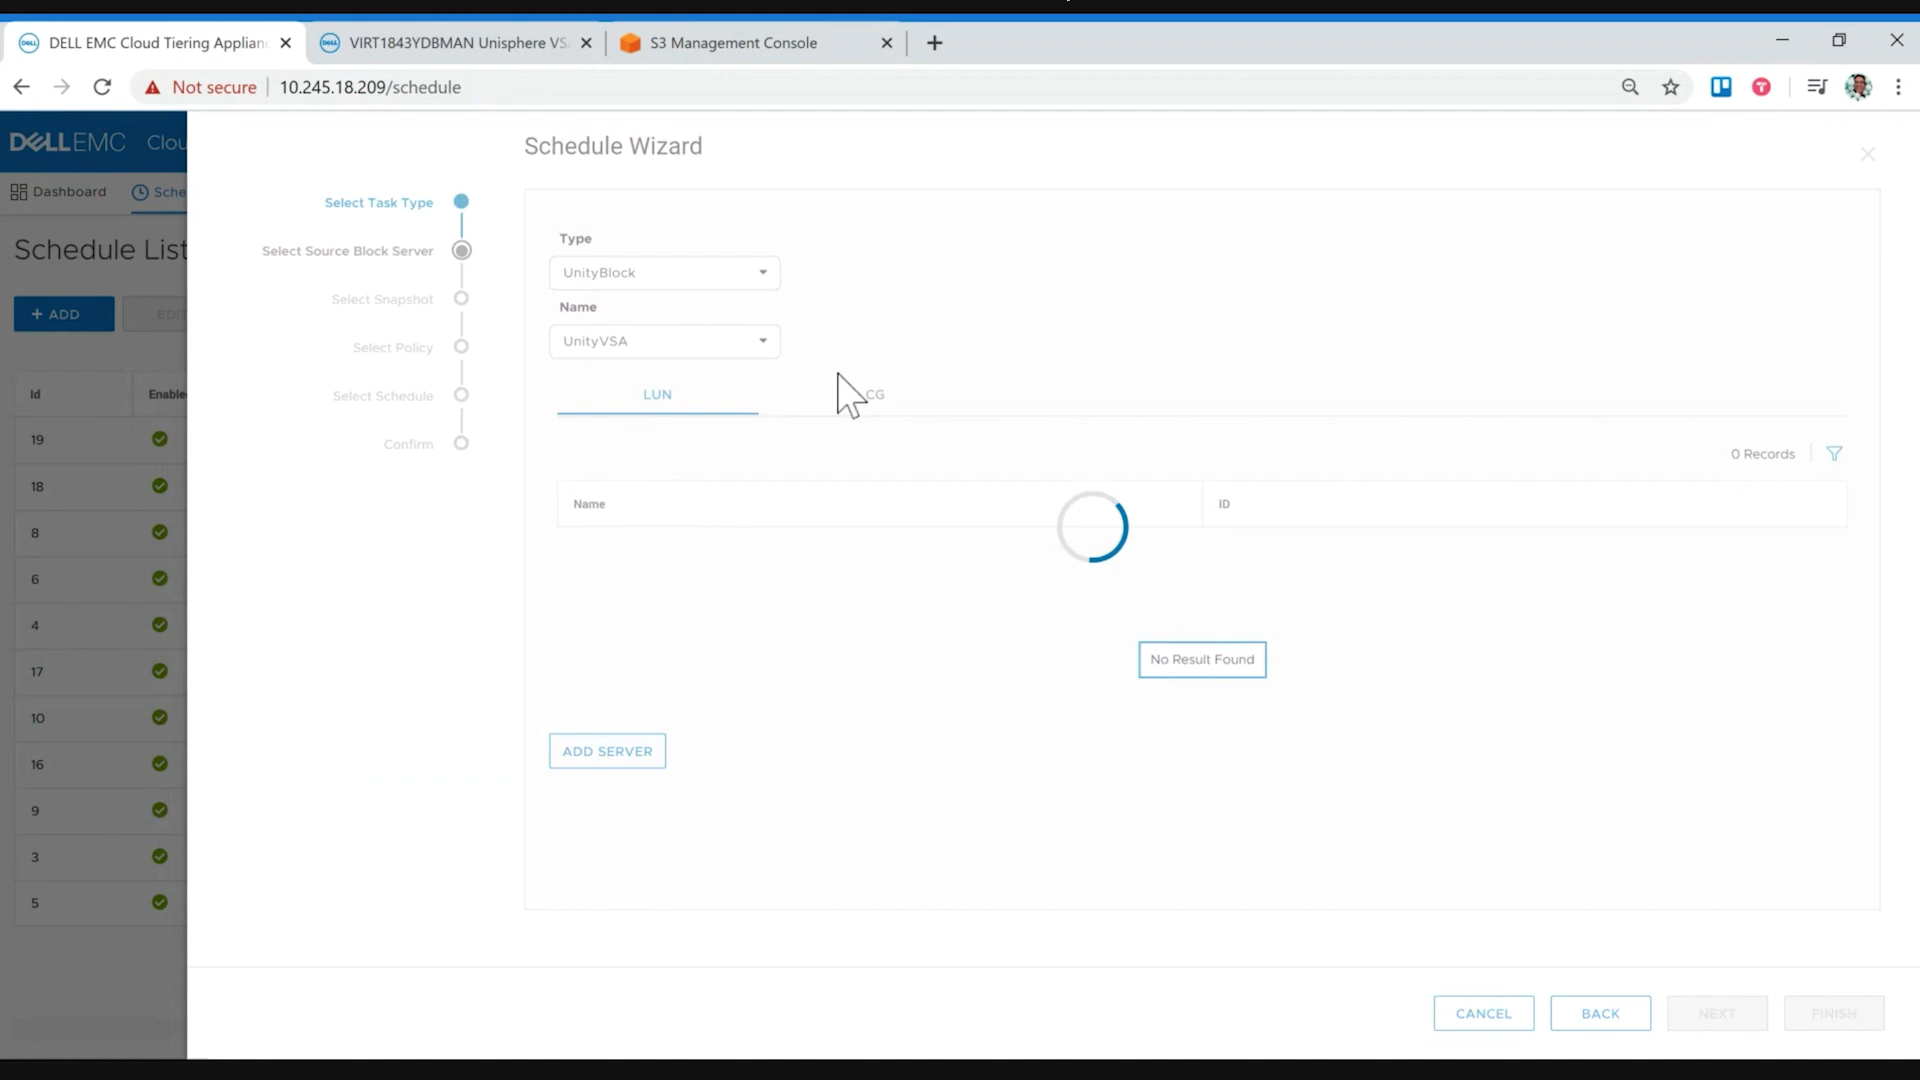 DELL EMC Cloud Tiering Applianc
VIRT1843YDBMAN Unisphere VS
S3 Management Console
Not secure
10.245.18.209/schedule
DELLEMC Clou
Dashboard
Sche
Schedule List
+ ADD
EDIT
Id
Enable
19
18
8
6
4
17
10
16
9
3
5
Schedule Wizard
Select Task Type
Select Source Block Server
Select Snapshot
Select Policy
Select Schedule
Confirm
Type
UnityBlock
Name
UnityVSA
LUN
CG
0 Records
Name
ID
No Result Found
ADD SERVER
CANCEL
BACK
NEXT
FINISH